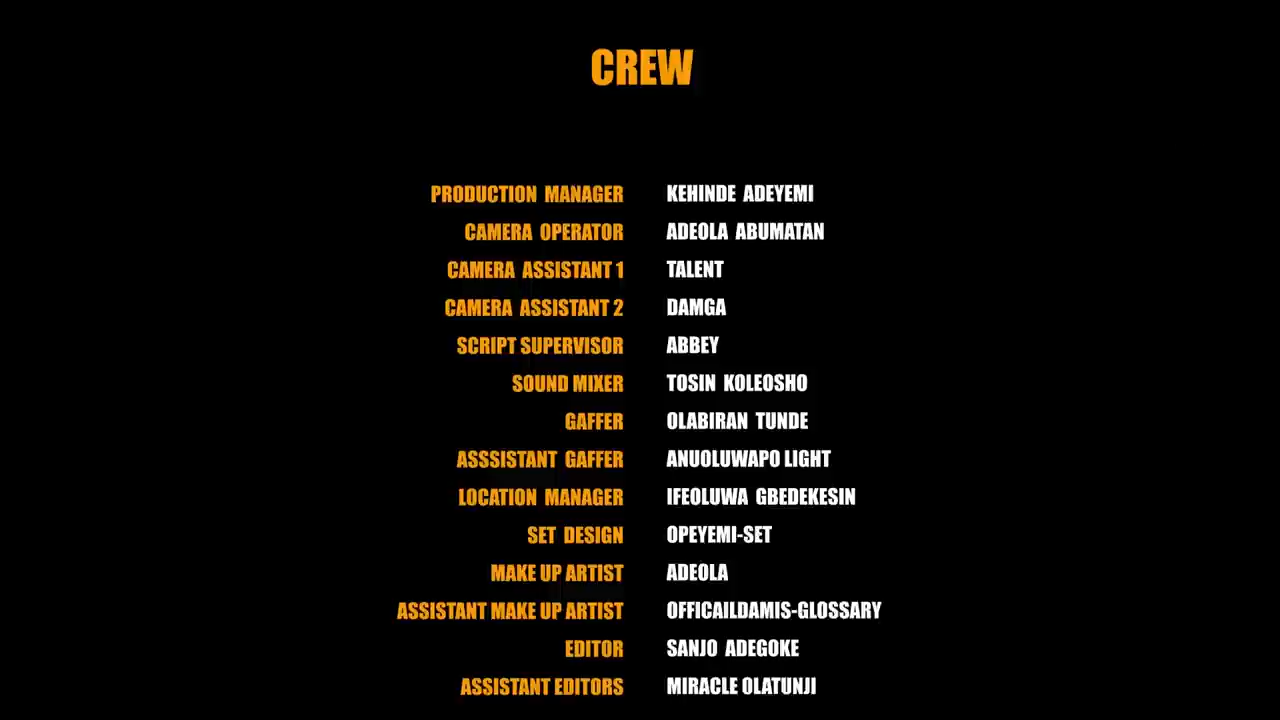 CREW
PRODUCTION MANAGER KEHINDE ADEYEMI
CAMERA OPERATOR ADEOLA ABUMATAN
CAMERA ASSISTANT 1 TALENT
CAMERA ASSISTANT 2 DAMGA
SCRIPT SUPERVISOR ABBEY
SOUND MIXER TOSIN KOLEOSHO
GAFFER OLABIRAN TUNDE
ASSSISTANT GAFFER ANUOLUWAPO LIGHT
LOCATION MANAGER IFEOLUWA GBEDEKESIN
SET DESIGN OPEYEMI-SET
MAKE UP ARTIST ADEOLA
ASSISTANT MAKE UP ARTIST OFFICAILDAMIS-GLOSSARY
EDITOR SANJO ADEGOKE
ASSISTANT EDITORS MIRACLE OLATUNJI